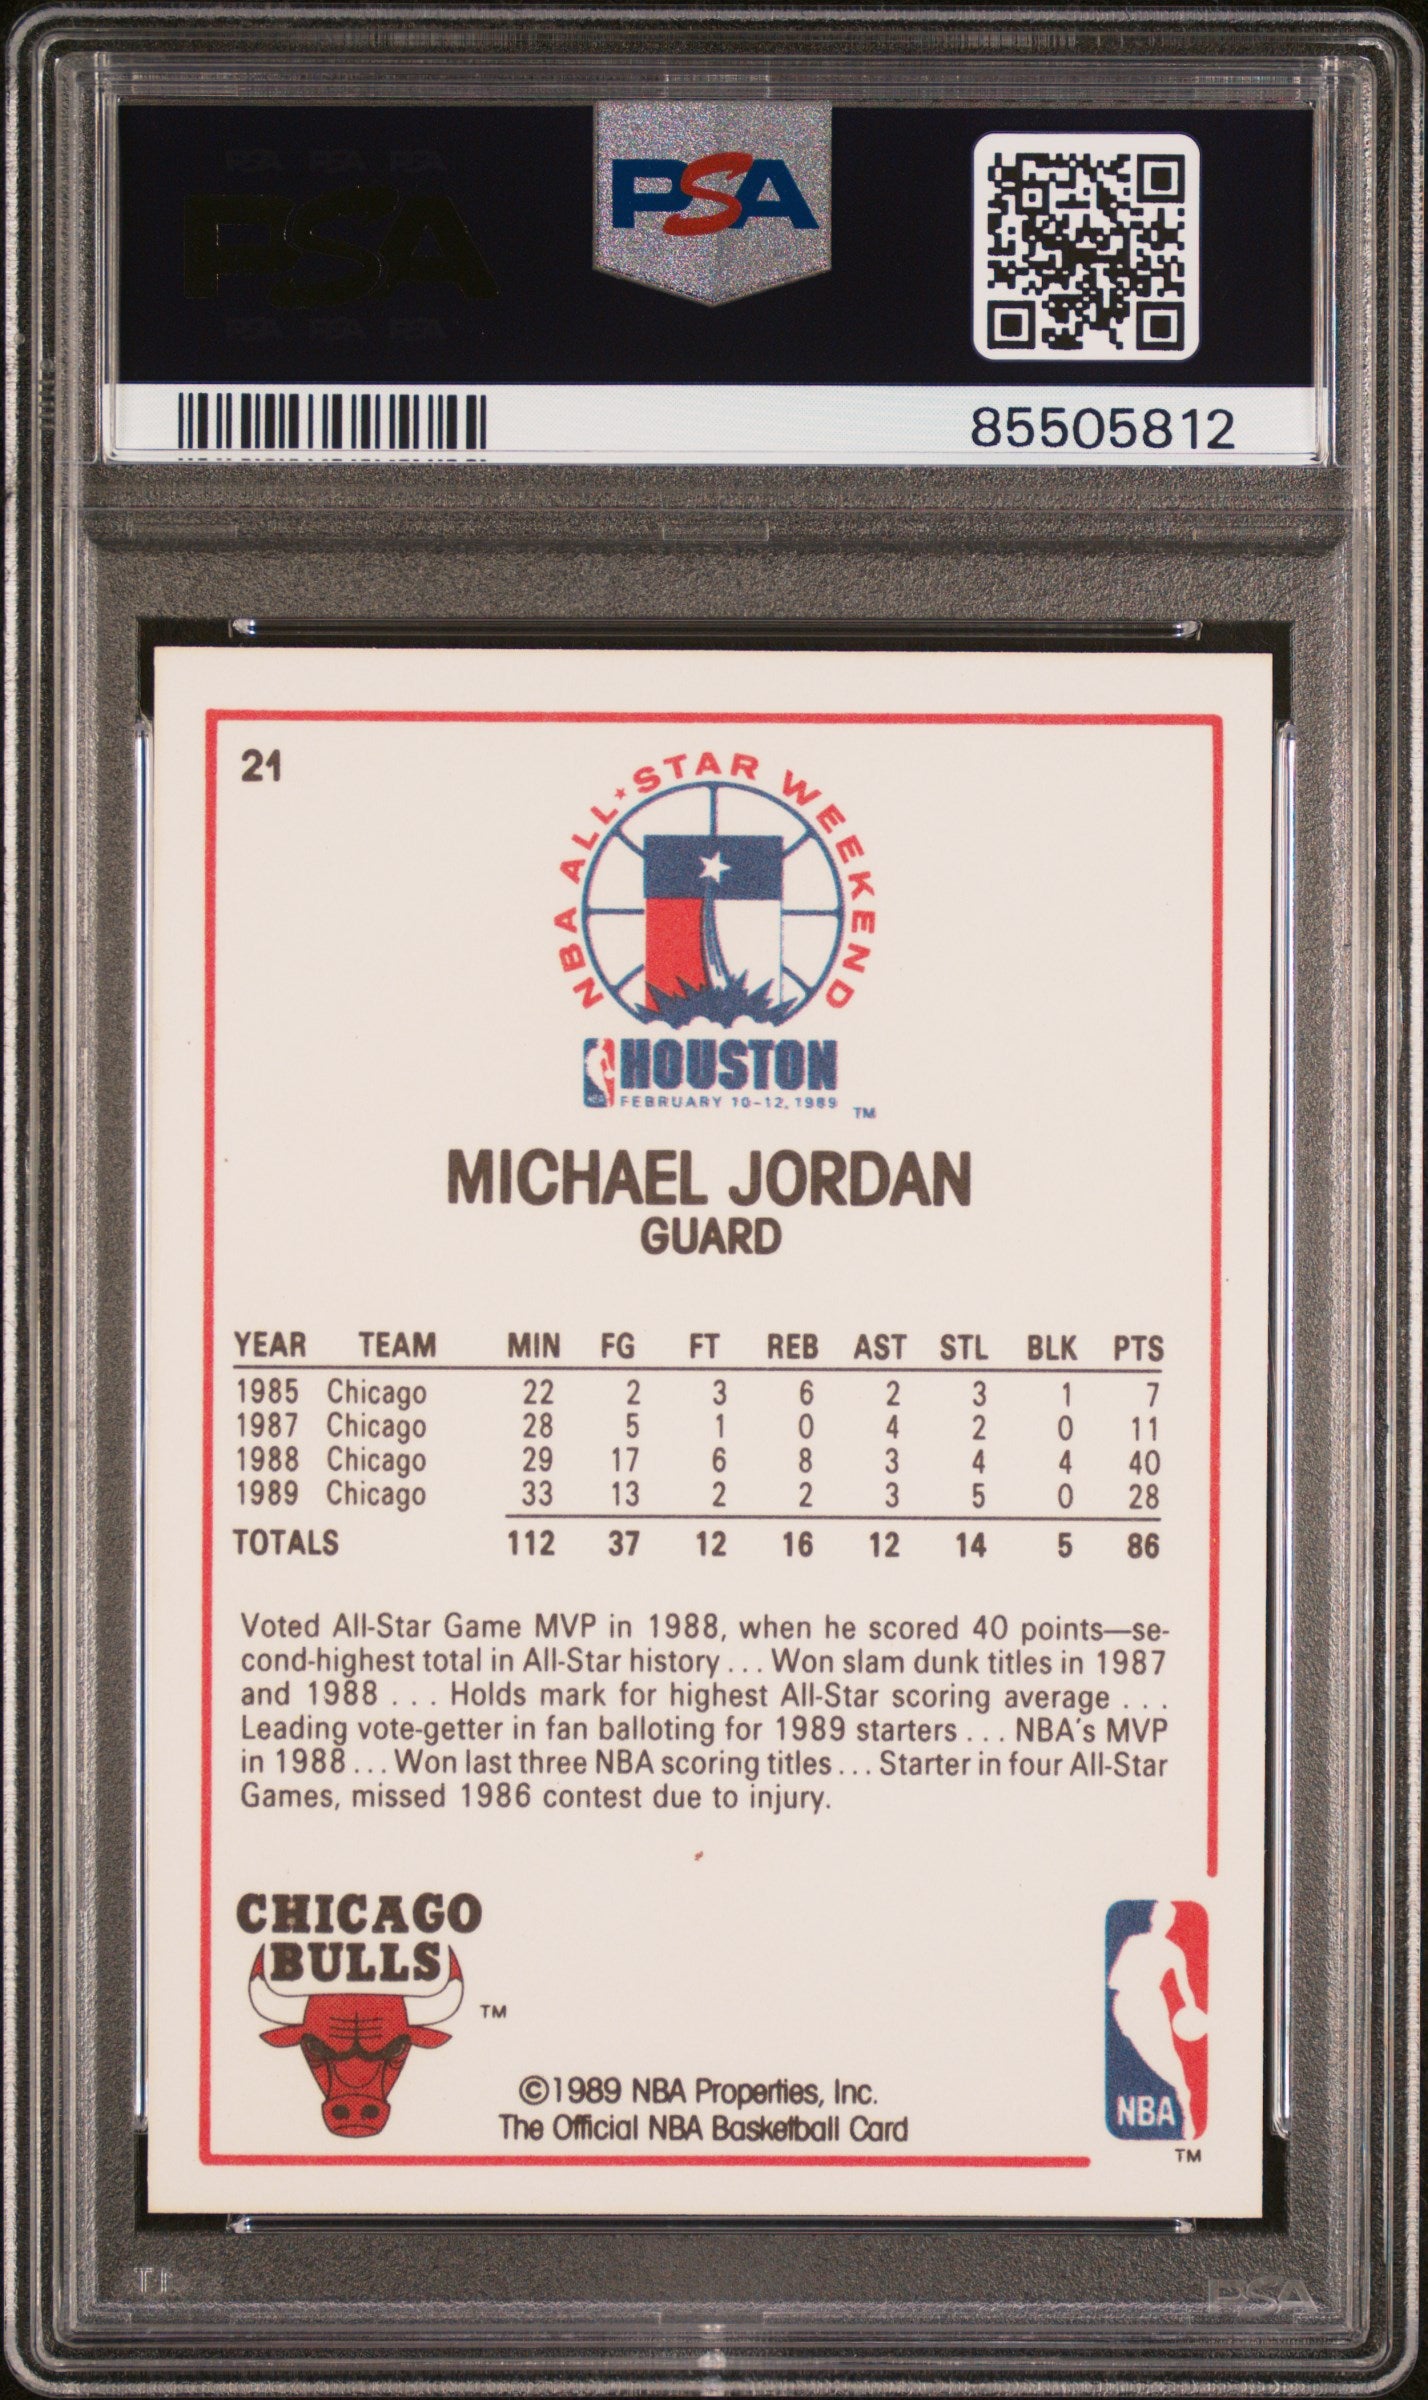 PSA PSA PSA
PSA
PSA PSA PSA
PSA
85505812
21
NBA ALL★STAR WEEKEND
NBA
HOUSTON
FEBRUARY 10-12, 1989 ™
MICHAEL JORDAN
GUARD
YEAR TEAM MIN FG FT REB AST STL BLK PTS
1985 Chicago 22 2 3 6 2 3 1 7
1987 Chicago 28 5 1 0 4 2 0 11
1988 Chicago 29 17 6 8 3 4 4 40
1989 Chicago 33 13 2 2 3 5 0 28
TOTALS 112 37 12 16 12 14 5 86
Voted All-Star Game MVP in 1988, when he scored 40 points—se-
cond-highest total in All-Star history . . . Won slam dunk titles in 1987
and 1988 . . . Holds mark for highest All-Star scoring average . . .
Leading vote-getter in fan balloting for 1989 starters . . . NBA's MVP
in 1988 . . . Won last three NBA scoring titles . . . Starter in four All-Star
Games, missed 1986 contest due to injury.
CHICAGO
BULLS
™
©1989 NBA Properties, Inc.
The Official NBA Basketball Card
NBA
™
PSA